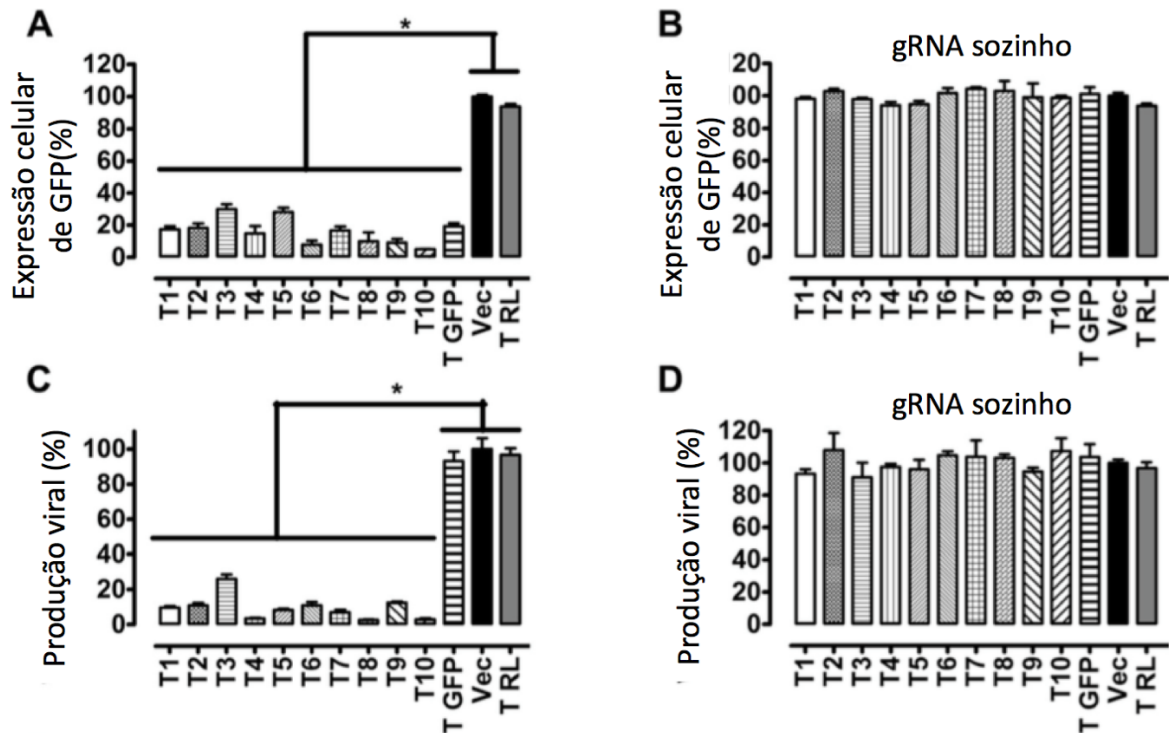 A
*
Expressão celular
de GFP(%)
120
100
80
60
40
20
0
T1
T2
T3
T4
T5
T6
T7
T8
T9
T10
T GFP
Vec
T RL
B
gRNA sozinho
Expressão celular
de GFP(%)
20
00
80
60
40
20
0
T1
T2
T3
T4
T5
T6
T7
T8
T9
T10
T GFP
Vec
T RL
C
*
Produção viral (%)
100
80
60
40
20
0
T1
T2
T3
T4
T5
T6
T7
T8
T9
T10
T GFP
Vec
T RL
D
gRNA sozinho
Produção viral (%)
120
100
80
60
40
20
0
T1
T2
T3
T4
T5
T6
T7
T8
T9
T10
T GFP
Vec
T RL